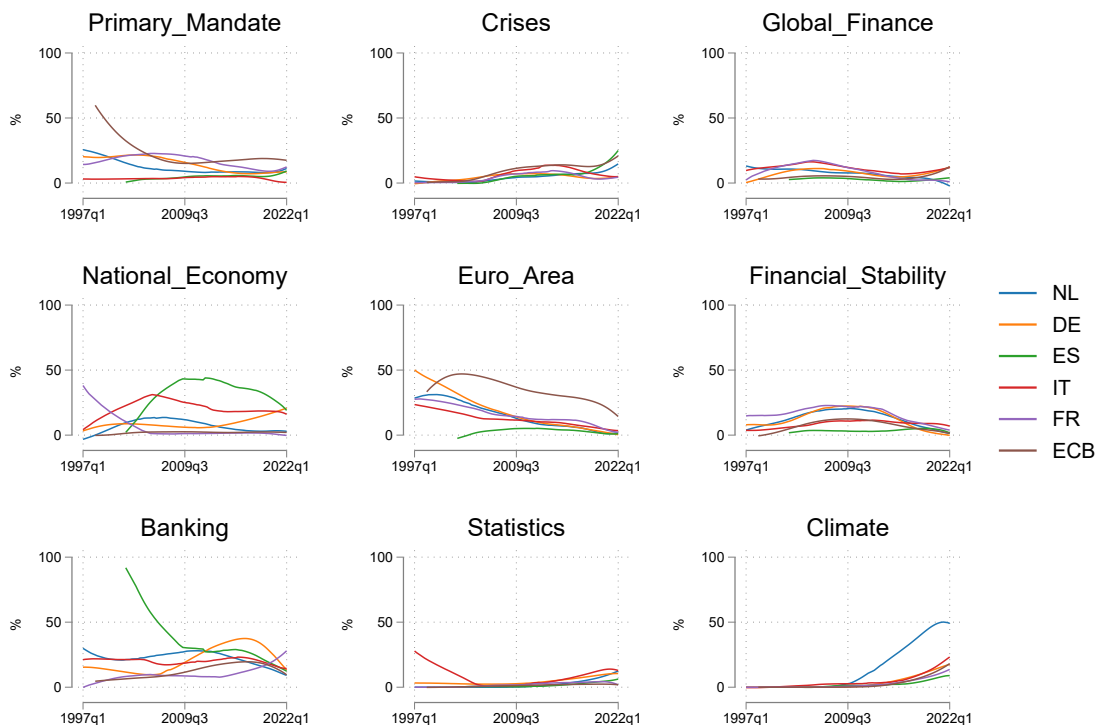 Primary_Mandate
100
50
0
%
1997q1 2009q3 2022q1
Crises
100
50
0
%
1997q1 2009q3 2022q1
Global_Finance
100
50
0
%
1997q1 2009q3 2022q1
National_Economy
100
50
0
%
1997q1 2009q3 2022q1
Euro_Area
100
50
0
%
1997q1 2009q3 2022q1
Financial_Stability
100
50
0
%
1997q1 2009q3 2022q1
NL
DE
ES
IT
FR
ECB
Banking
100
50
0
%
1997q1 2009q3 2022q1
Statistics
100
50
0
%
1997q1 2009q3 2022q1
Climate
100
50
0
%
1997q1 2009q3 2022q1